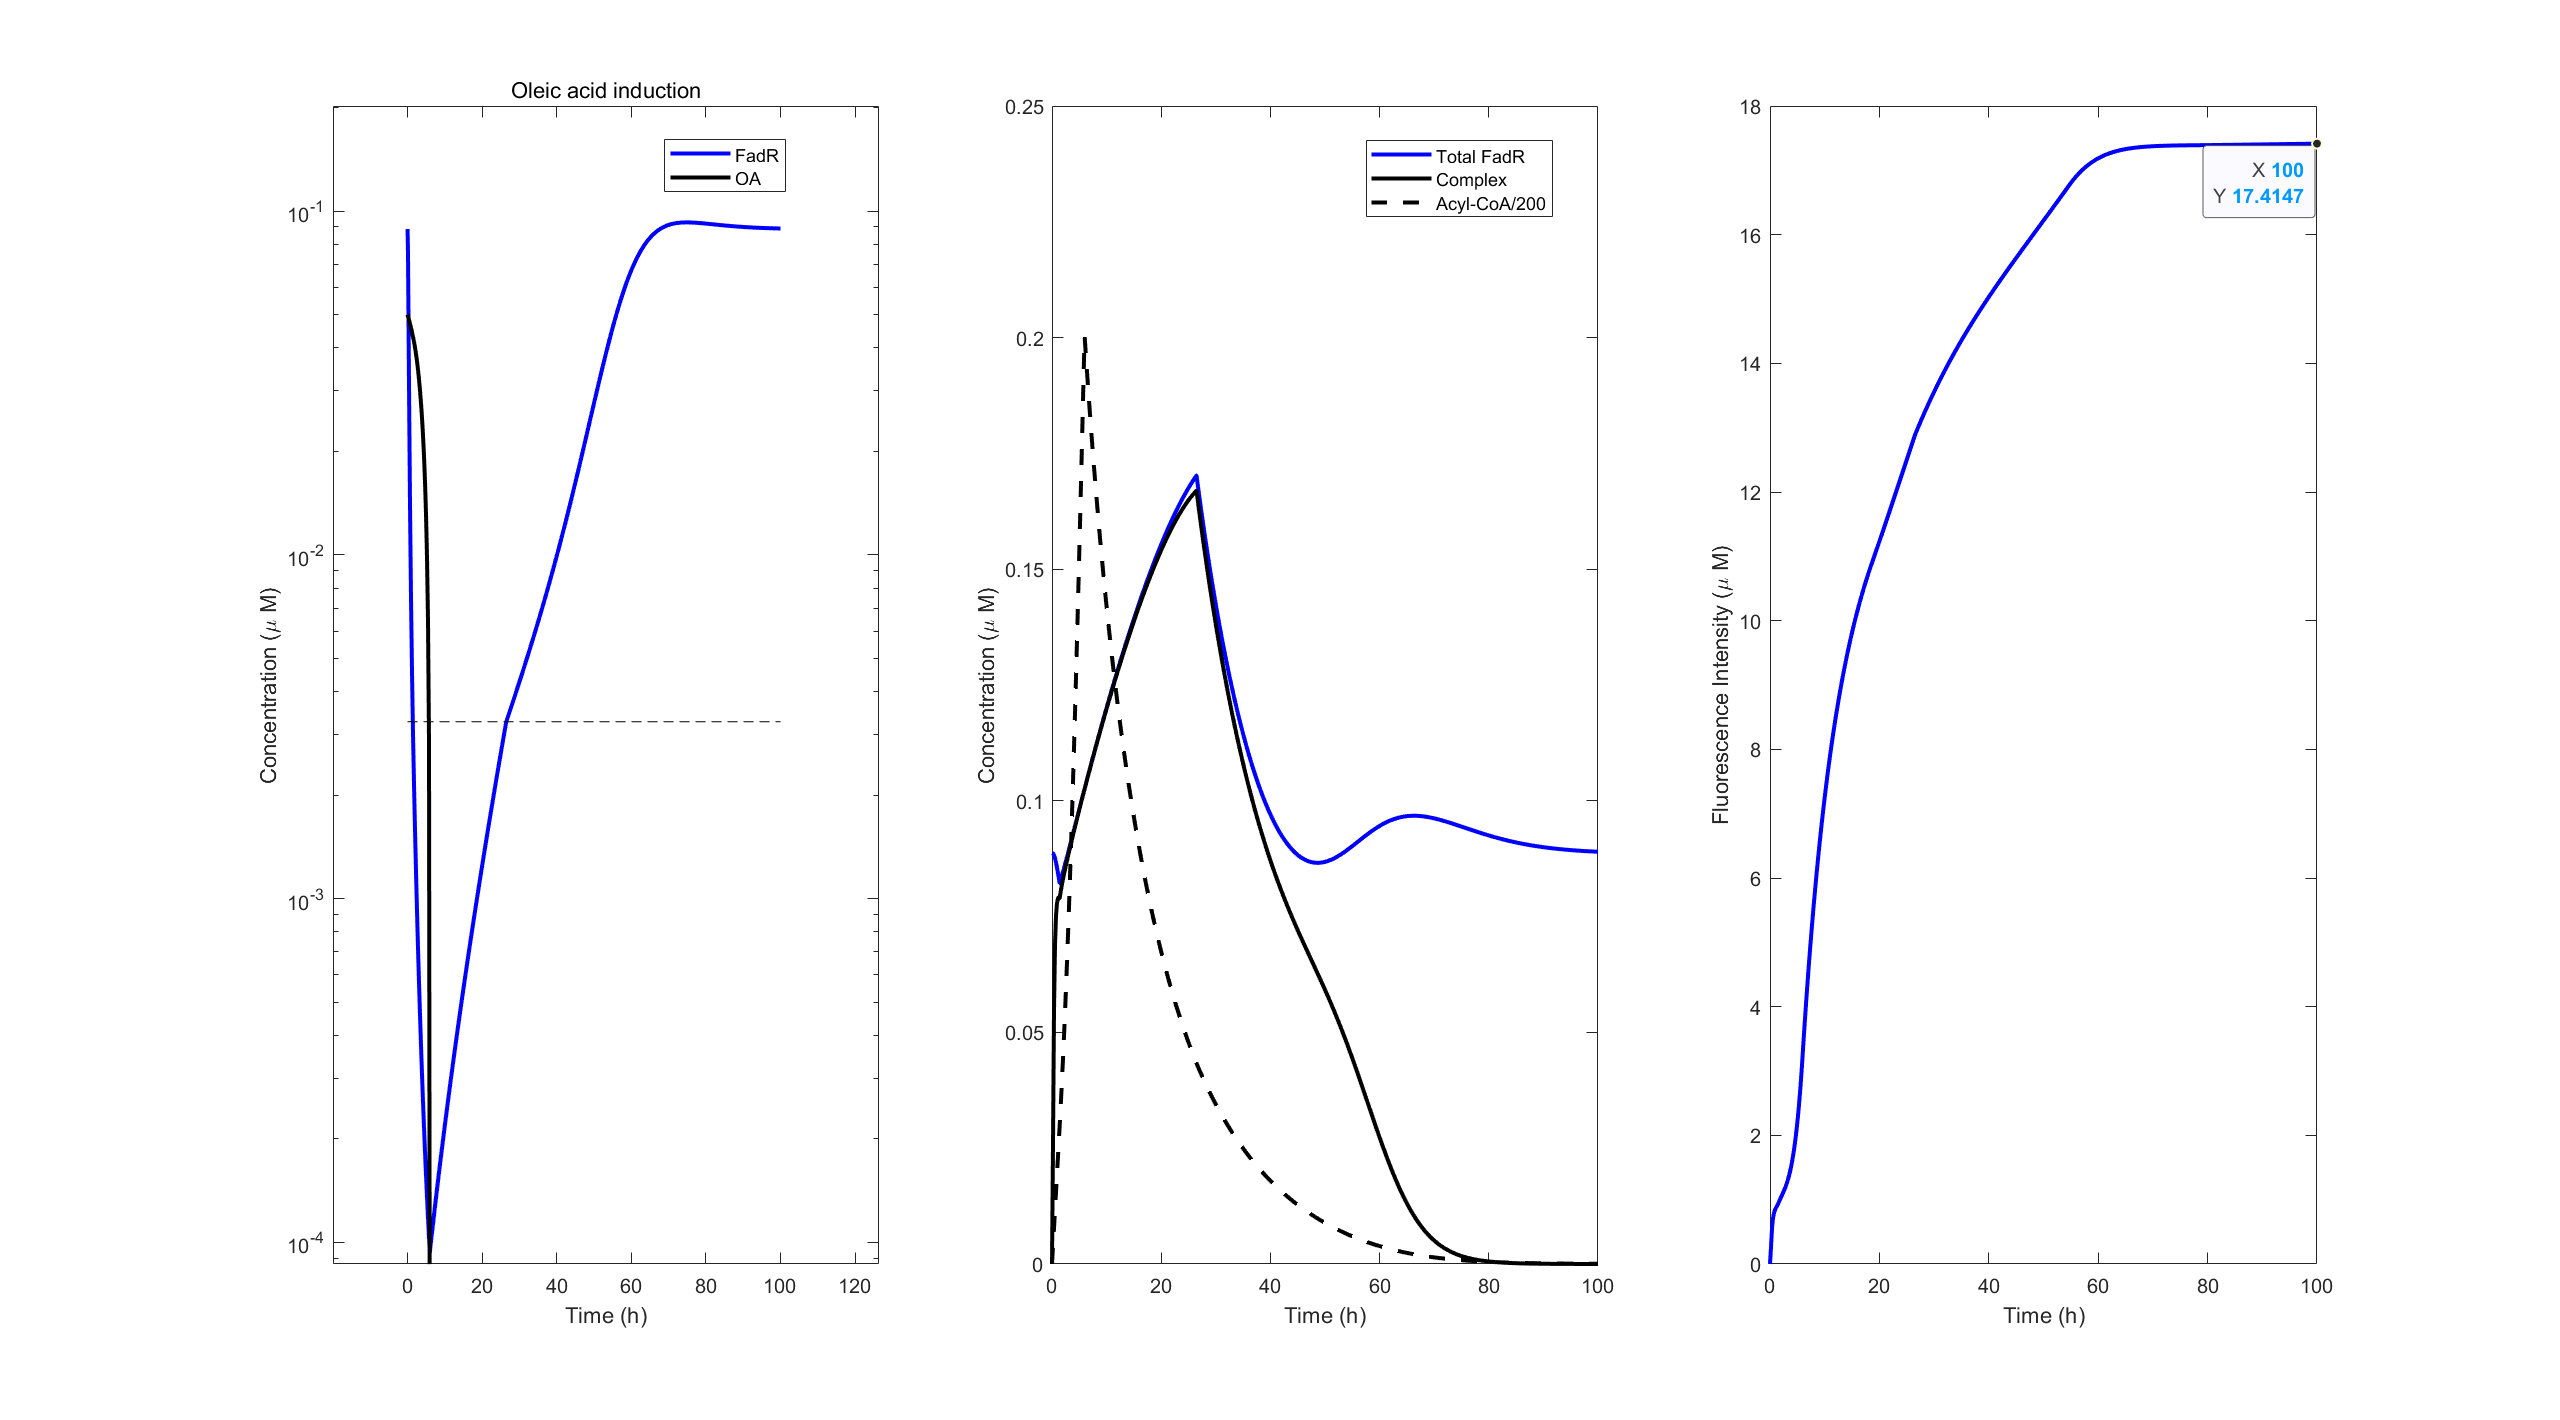 Oleic acid induction
FadR
OA
10-1
10-2
10-3
10-4
Concentration (μ M)
0 20 40 60 80 100 120
Time (h)
Total FadR
Complex
Acyl-CoA/200
0.25
0.2
0.15
0.1
0.05
0
Concentration (μ M)
0 20 40 60 80 100
Time (h)
X 100
Y 17.4147
18
16
14
12
10
8
6
4
2
0
Fluorescence Intensity (μ M)
0 20 40 60 80 100
Time (h)